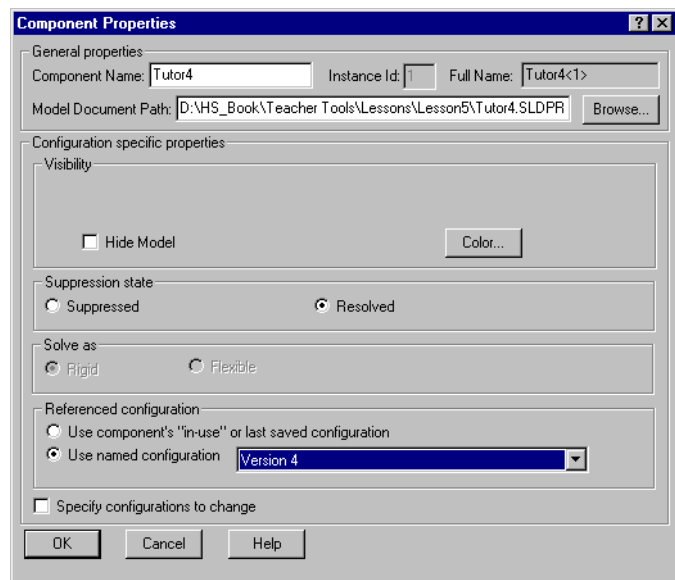 Component Properties
General properties
Component Name: Tutor4 Instance Id: 1 Full Name: Tutor4<1>
Model Document Path: D:\HS_Book\Teacher Tools\Lessons\Lesson5\Tutor4.SLDPR Browse...
Configuration specific properties
Visibility
Hide Model Color...
Suppression state
Suppressed Resolved
Solve as
Rigid Flexible
Referenced configuration
Use component's "in-use" or last saved configuration
Use named configuration Version 4
Specify configurations to change
OK Cancel Help